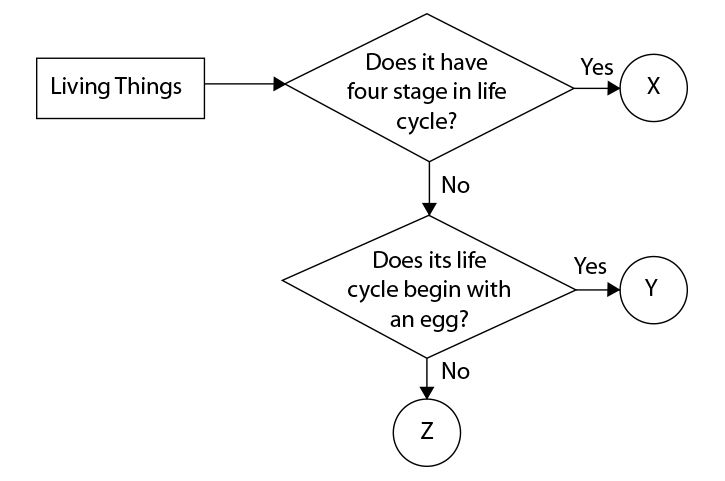 Living Things
Does it have
four stage in life
cycle?
Yes
X
No
Does its life
cycle begin with
an egg?
Yes
Y
No
Z